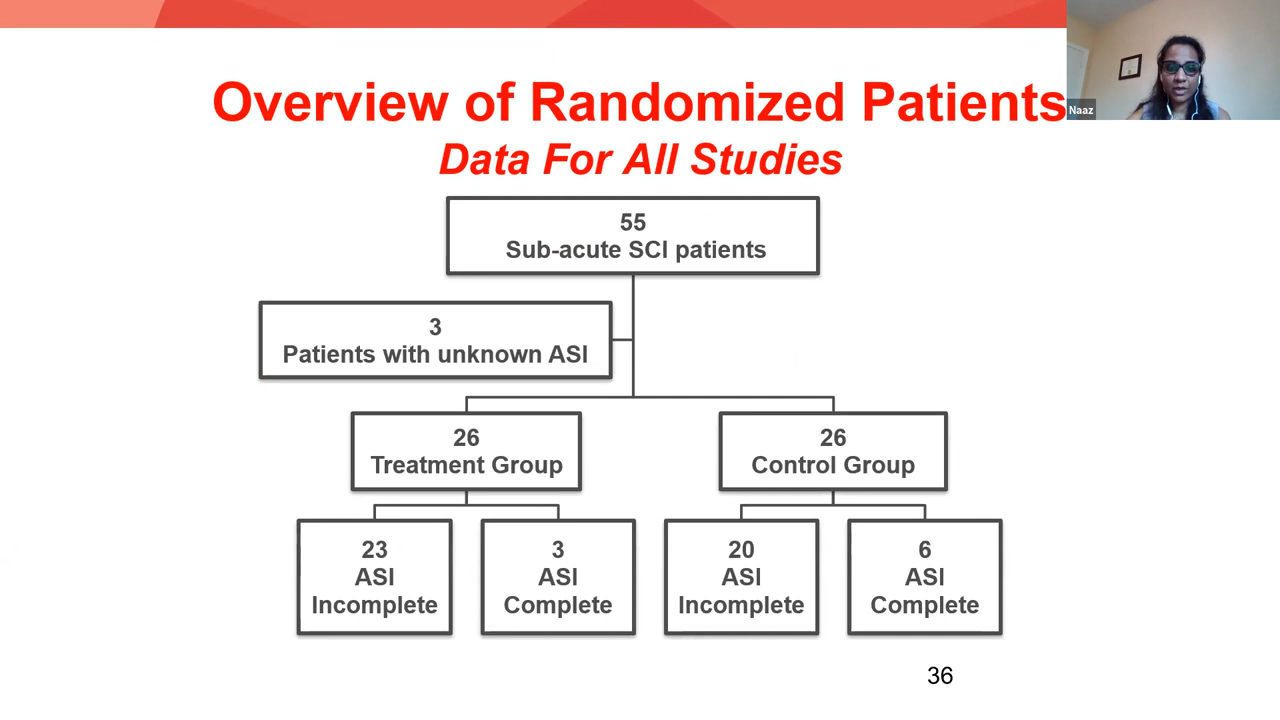 Overview of Randomized Patients
Naaz
Data For All Studies
55
Sub-acute SCI patients
3
Patients with unknown ASI
26
Treatment Group
26
Control Group
23
ASI
Incomplete
3
ASI
Complete
20
ASI
Incomplete
6
ASI
Complete
36